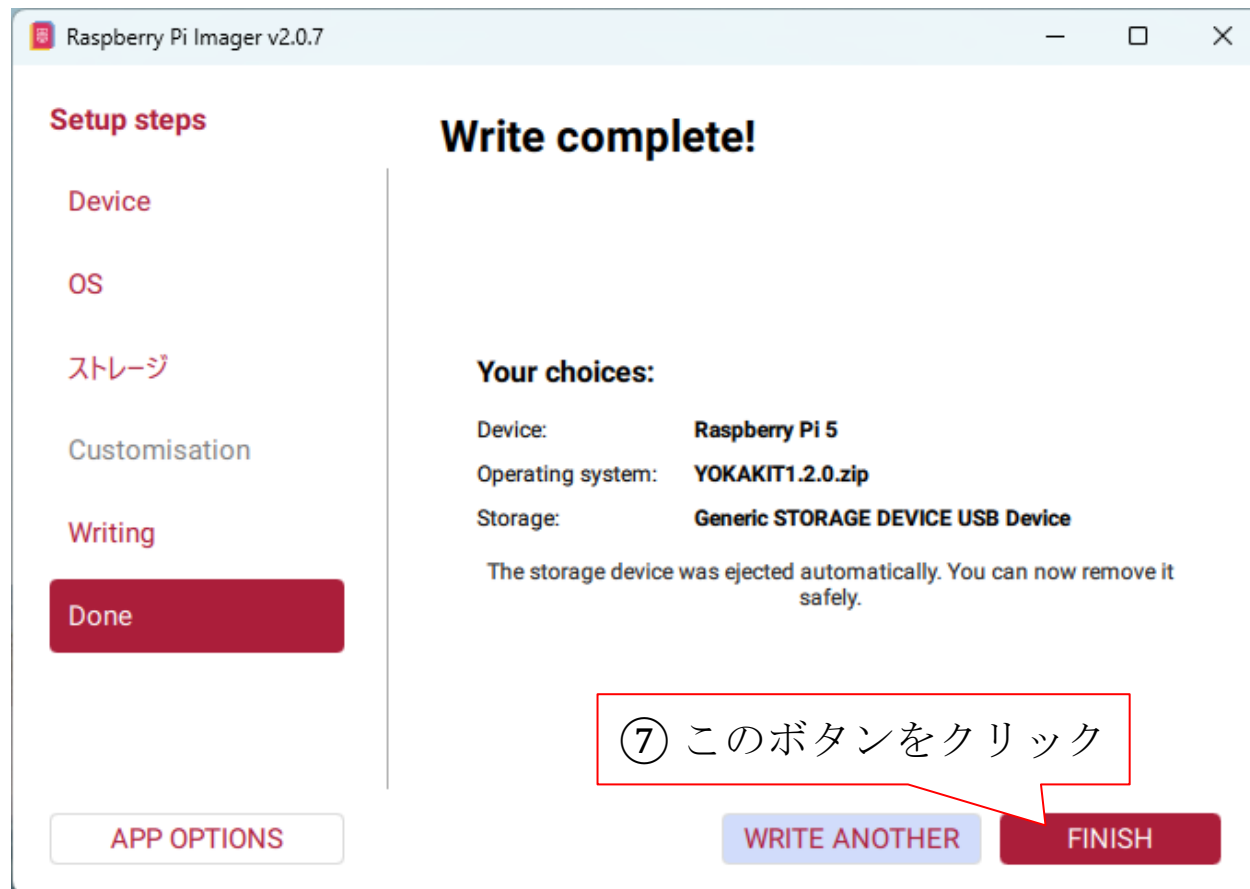 Raspberry Pi Imager v2.0.7
Setup steps
Device
OS
ストレージ
Customisation
Writing
Done
Write complete!
Your choices:
Device: Raspberry Pi 5
Operating system: YOKAKIT1.2.0.zip
Storage: Generic STORAGE DEVICE USB Device
The storage device was ejected automatically. You can now remove it
safely.
⑦ このボタンをクリック
APP OPTIONS
WRITE ANOTHER
FINISH